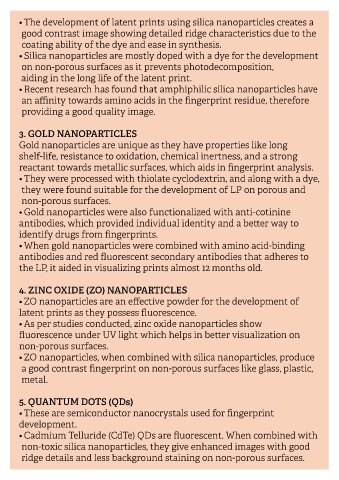 • The development of latent prints using silica nanoparticles creates a
good contrast image showing detailed ridge characteristics due to the
coating ability of the dye and ease in synthesis.
• Silica nanoparticles are mostly doped with a dye for the development
on non-porous surfaces as it prevents photodecomposition,
aiding in the long life of the latent print.
• Recent research has found that amphiphilic silica nanoparticles have
an affinity towards amino acids in the fingerprint residue, therefore
providing a good quality image.
3. GOLD NANOPARTICLES
Gold nanoparticles are unique as they have properties like long
shelf-life, resistance to oxidation, chemical inertness, and a strong
reactant towards metallic surfaces, which aids in fingerprint analysis.
• They were processed with thiolate cyclodextrin, and along with a dye,
they were found suitable for the development of LP on porous and
non-porous surfaces.
• Gold nanoparticles were also functionalized with anti-cotinine
antibodies, which provided individual identity and a better way to
identify drugs from fingerprints.
• When gold nanoparticles were combined with amino acid-binding
antibodies and red fluorescent secondary antibodies that adheres to
the LP, it aided in visualizing prints almost 12 months old.
4. ZINC OXIDE (ZO) NANOPARTICLES
• ZO nanoparticles are an effective powder for the development of
latent prints as they possess fluorescence.
• As per studies conducted, zinc oxide nanoparticles show
fluorescence under UV light which helps in better visualization on
non-porous surfaces.
• ZO nanoparticles, when combined with silica nanoparticles, produce
a good contrast fingerprint on non-porous surfaces like glass, plastic,
metal.
5. QUANTUM DOTS (QDs)
• These are semiconductor nanocrystals used for fingerprint
development.
• Cadmium Telluride (CdTe) QDs are fluorescent. When combined with
non-toxic silica nanoparticles, they give enhanced images with good
ridge details and less background staining on non-porous surfaces.